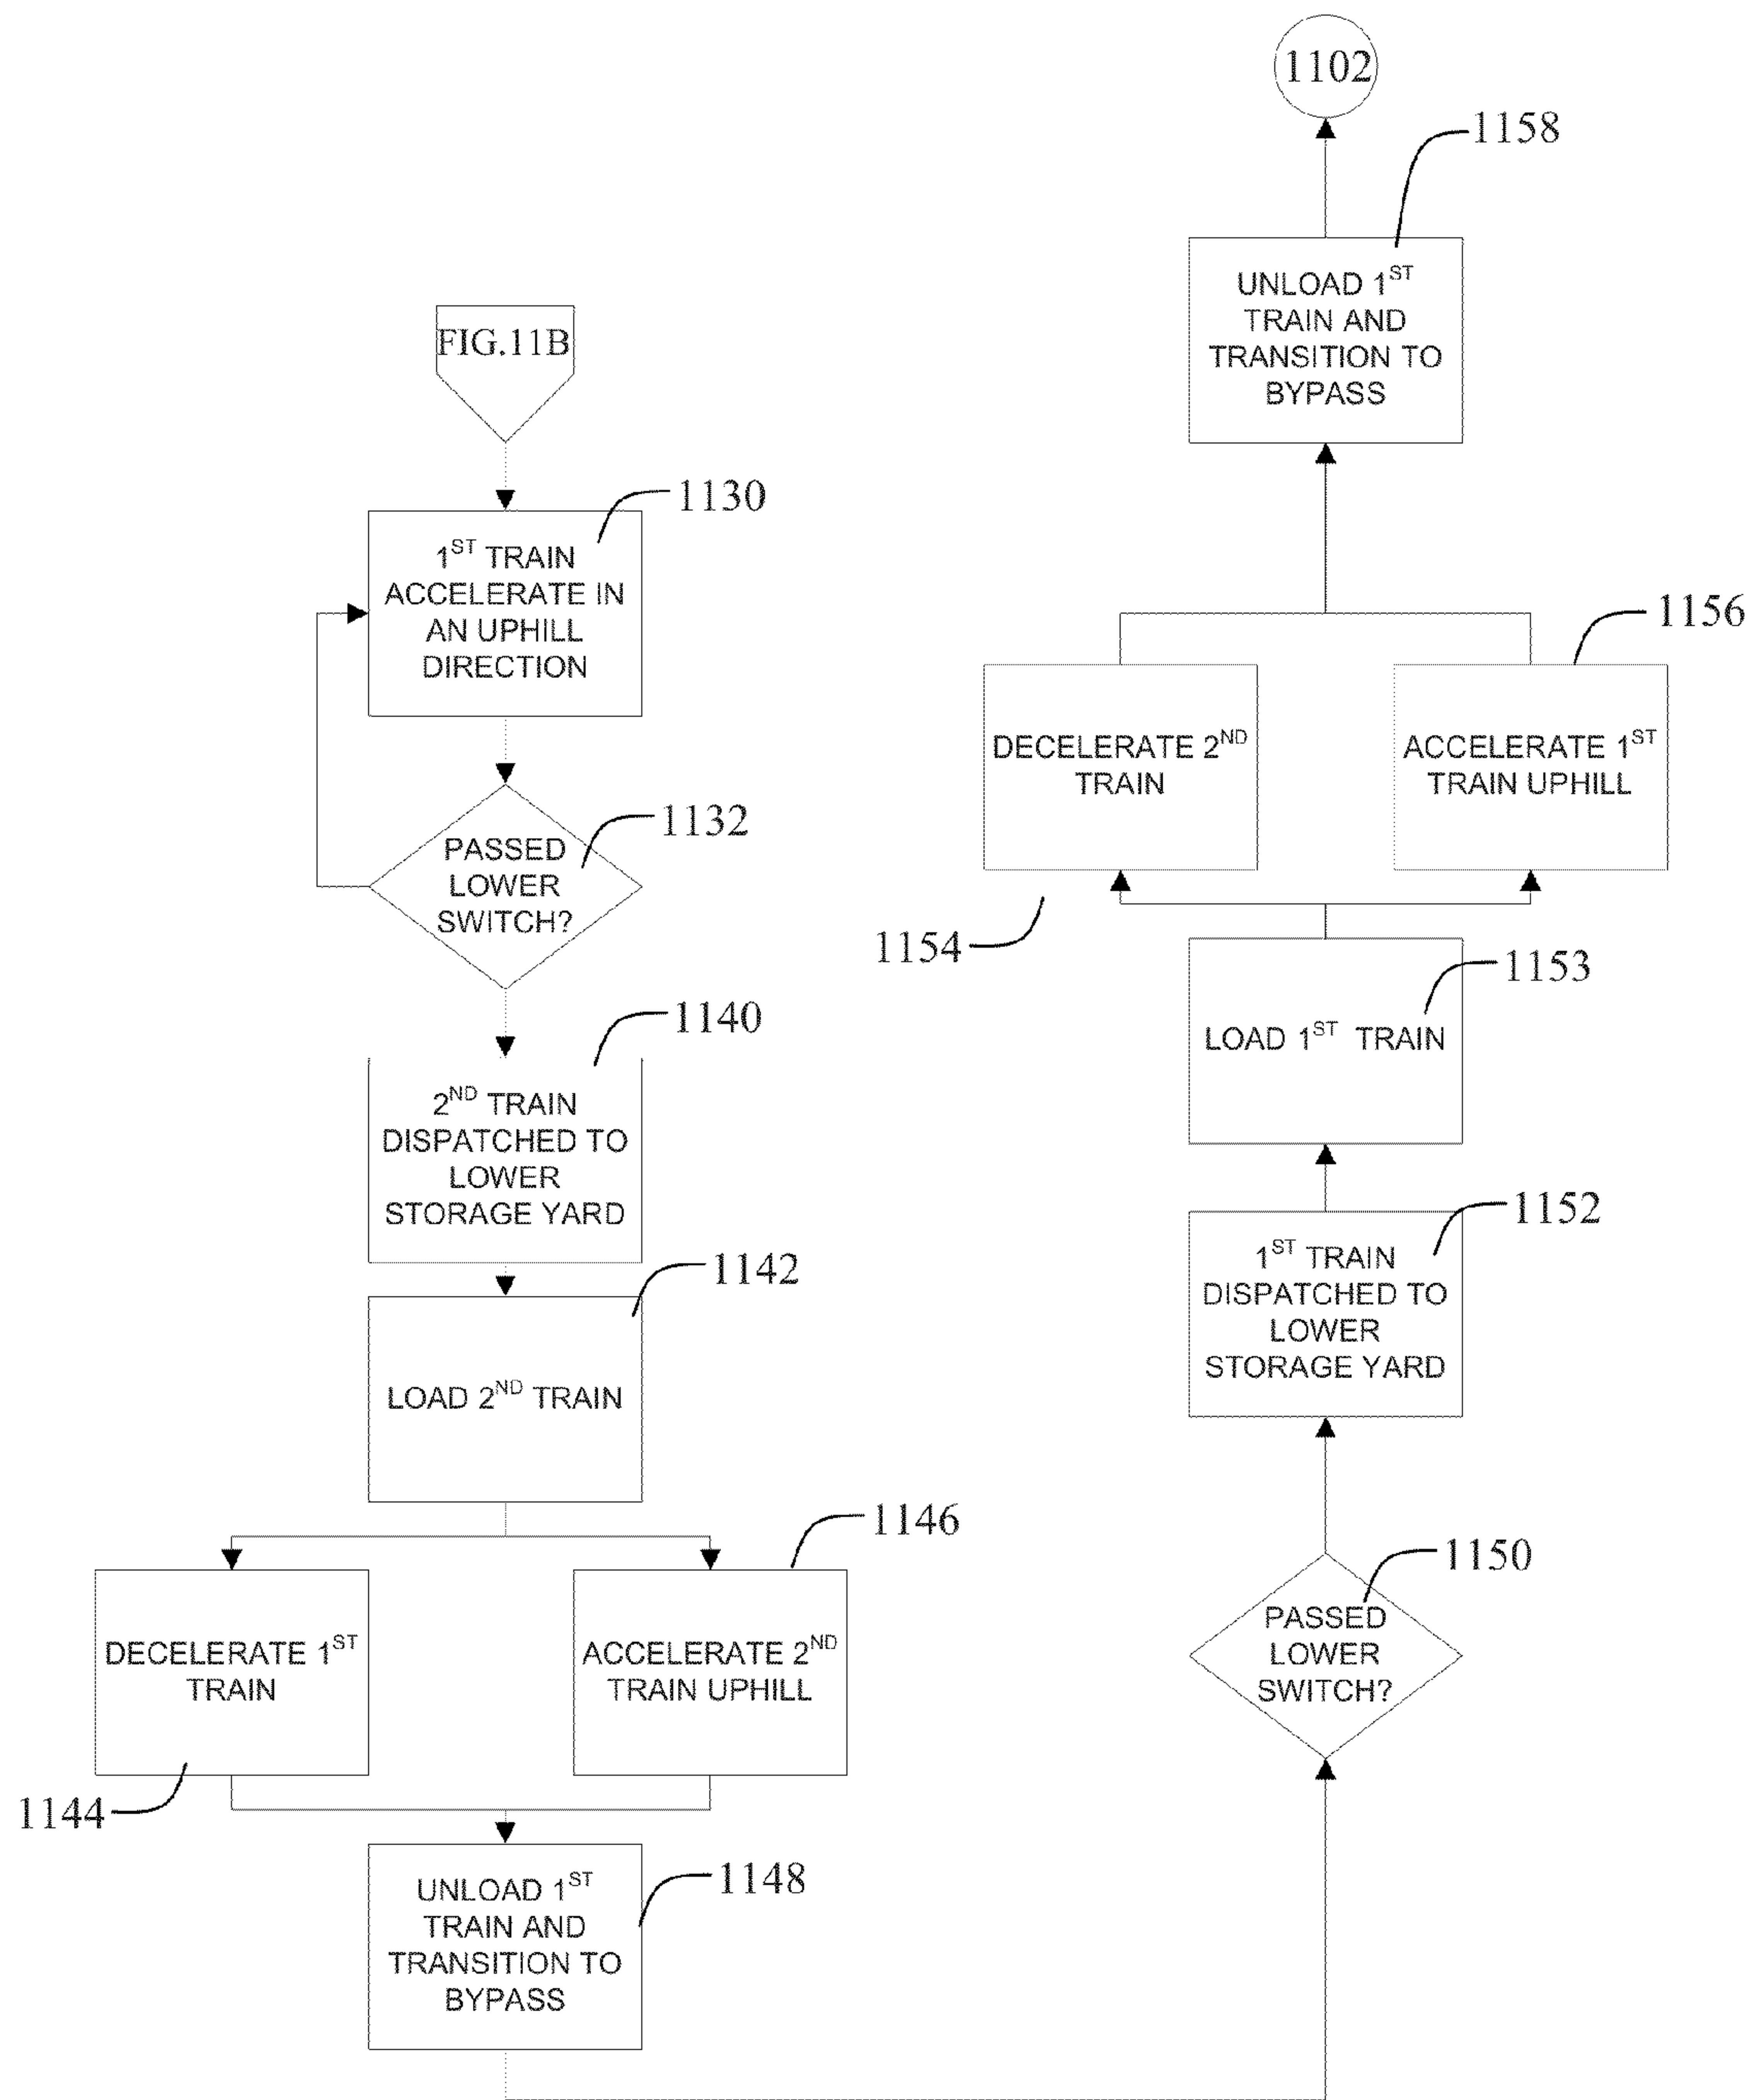 FIG.11B
1130
1ST TRAIN
ACCELERATE IN
AN UPHILL
DIRECTION
1132
PASSED
LOWER
SWITCH?
1140
2ND TRAIN
DISPATCHED TO
LOWER
STORAGE YARD
1142
LOAD 2ND TRAIN
1146
DECELERATE 1ST
TRAIN
ACCELERATE 2ND
TRAIN UPHILL
1144
1148
UNLOAD 1ST
TRAIN AND
TRANSITION TO
BYPASS
1102
1158
UNLOAD 1ST
TRAIN AND
TRANSITION TO
BYPASS
1156
DECELERATE 2ND
TRAIN
ACCELERATE 1ST
TRAIN UPHILL
1154
1153
LOAD 1ST TRAIN
1152
1ST TRAIN
DISPATCHED TO
LOWER
STORAGE YARD
1150
PASSED
LOWER
SWITCH?